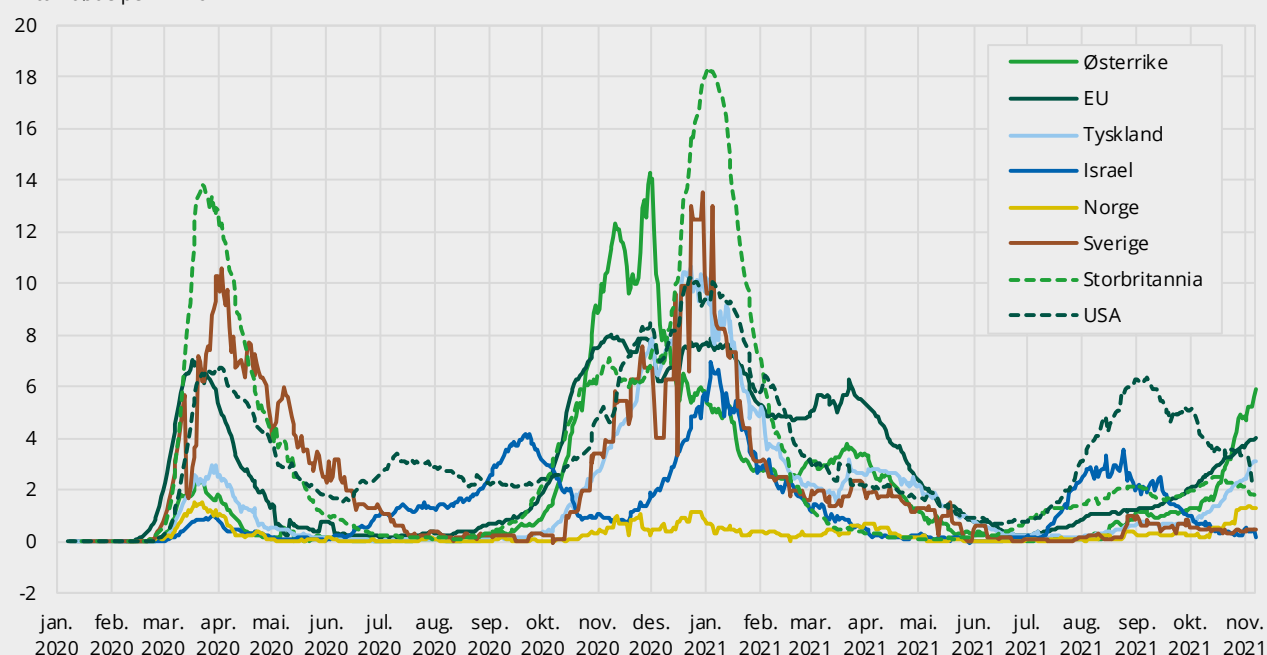 20
18
16
14
12
10
8
6
4
2
0
-2
Østerrike
EU
Tyskland
Israel
Norge
Sverige
Storbritannia
USA
jan. feb. mar. apr. mai. jun. jul. aug. sep. okt. nov. des. jan. feb. mar. apr. mai. jun. jul. aug. sep. okt. nov.
2020 2020 2020 2020 2020 2020 2020 2020 2020 2020 2020 2020 2021 2021 2021 2021 2021 2021 2021 2021 2021 2021 2021